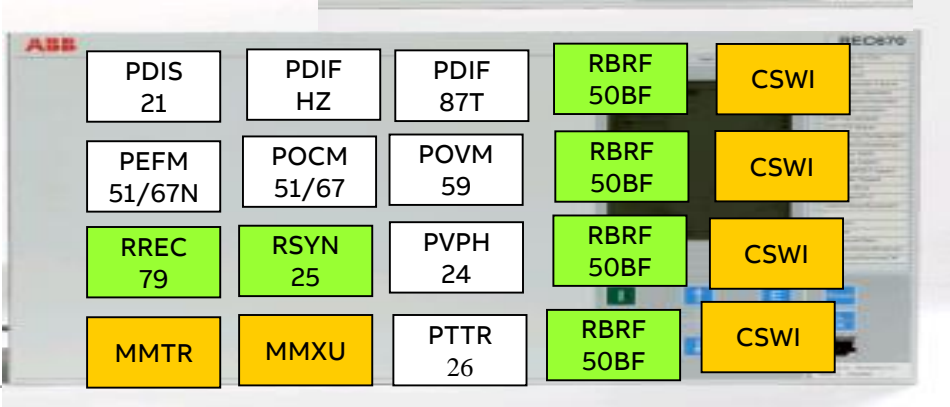 ABB
REC670
PDIS
21
PDIF
HZ
PDIF
87T
RBRF
50BF
CSWI
PEFM
51/67N
POCM
51/67
POVM
59
RBRF
50BF
CSWI
RREC
79
RSYN
25
PVPH
24
RBRF
50BF
CSWI
MMTR
MMXU
PTTR
26
RBRF
50BF
CSWI